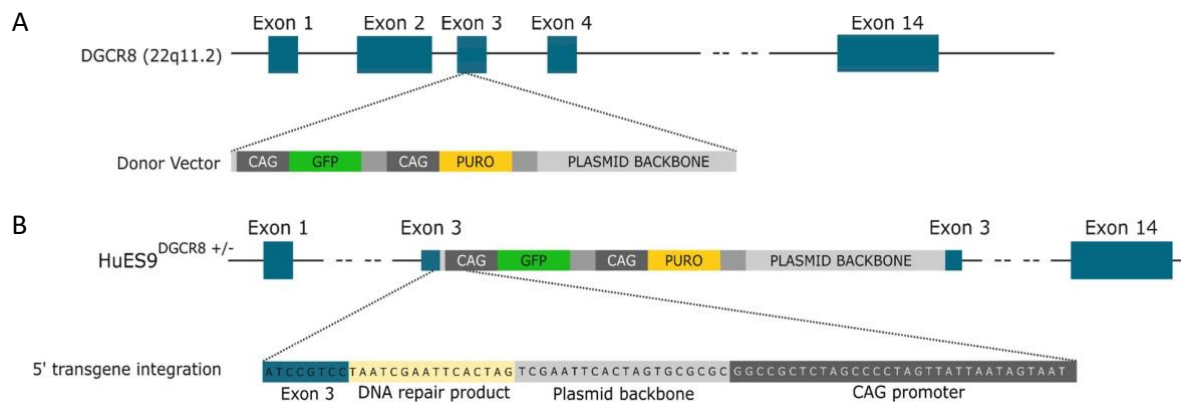 A
Exon 1 Exon 2 Exon 3 Exon 4 Exon 14
DGCR8 (22q11.2)
Donor Vector CAG GFP CAG PURO PLASMID BACKBONE
B
Exon 1 Exon 3 Exon 3 Exon 14
HuES9 DGCR8 +/- CAG GFP CAG PURO PLASMID BACKBONE
5' transgene integration ATCCGTCCTAATCGAATTCACTAGTCGAATTCACTAGTGCGCGCGGCCGCTCTAGCCCCTAGTTATTAATAGTAAT
Exon 3 DNA repair product Plasmid backbone CAG promoter